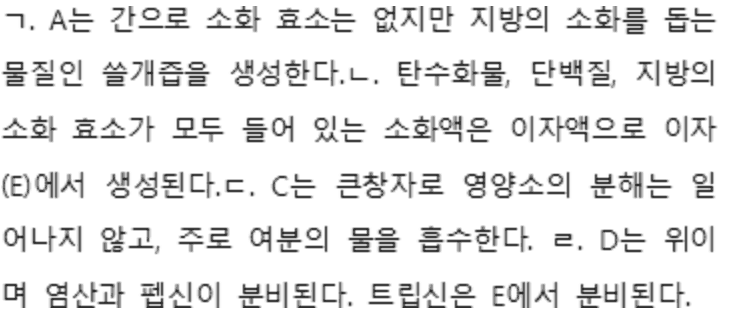 ㄱ. A는 간으로 소화 효소는 없지만 지방의 소화를 돕는
물질인 쓸개즙을 생성한다.ㄴ. 탄수화물, 단백질, 지방의
소화 효소가 모두 들어 있는 소화액은 이자액으로 이자
(E)에서 생성된다.ㄷ. C는 큰창자로 영양소의 분해는 일
어나지 않고, 주로 여분의 물을 흡수한다. ㄹ. D는 위이
며 염산과 펩신이 분비된다. 트립신은 E에서 분비된다.